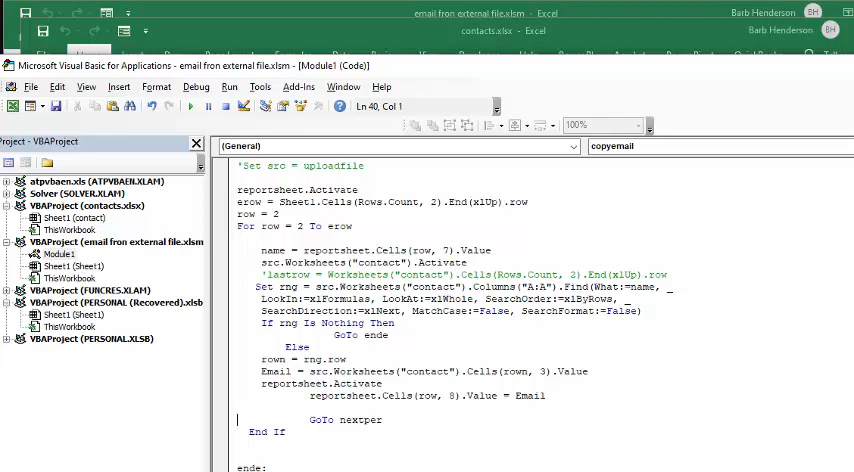 email fron external file.xlsm - Excel
Barb Henderson
BH
contacts.xlsx - Excel
Barb Henderson
BH
Microsoft Visual Basic for Applications - email fron external file.xlsm - [Module1 (Code)]
File Edit View Insert Format Debug Run Tools Add-Ins Window Help
Ln 40, Col 1
100%
Project - VBAProject
(General)
copyemail
atpvbaen.xls (ATPVBAEN.XLAM)
Solver (SOLVER.XLAM)
VBAProject (contacts.xlsx)
Sheet1 (contact)
ThisWorkbook
VBAProject (email fron external file.xlsm
Module1
Sheet1 (Sheet1)
ThisWorkbook
VBAProject (FUNCRES.XLAM)
VBAProject (PERSONAL (Recovered).xlsb
Sheet1 (Sheet1)
ThisWorkbook
VBAProject (PERSONAL.XLSB)
'Set src = uploadfile
reportsheet.Activate
erow = Sheet1.Cells(Rows.Count, 2).End(xlUp).row
row = 2
For row = 2 To erow
name = reportsheet.Cells(row, 7).Value
src.Worksheets("contact").Activate
'lastrow = Worksheets("contact").Cells(Rows.Count, 2).End(xlUp).row
Set rng = src.Worksheets("contact").Columns("A:A").Find(What:=name, _
LookIn:=xlFormulas, LookAt:=xlWhole, SearchOrder:=xlByRows, _
SearchDirection:=xlNext, MatchCase:=False, SearchFormat:=False)
If rng Is Nothing Then
GoTo ende
Else
rown = rng.row
Email = src.Worksheets("contact").Cells(rown, 3).Value
reportsheet.Activate
reportsheet.Cells(row, 8).Value = Email
GoTo nextper
End If
ende: